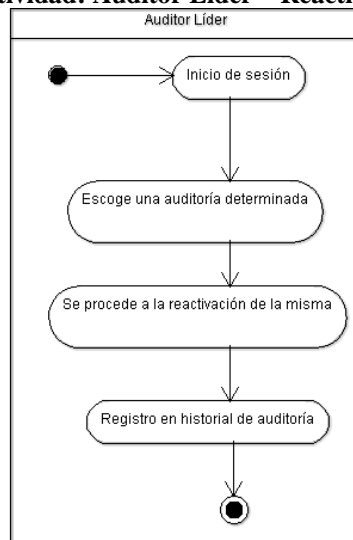 Auditor Líder
Inicio de sesión
Escoge una auditoría determinada
Se procede a la reactivación de la misma
Registro en historial de auditoría